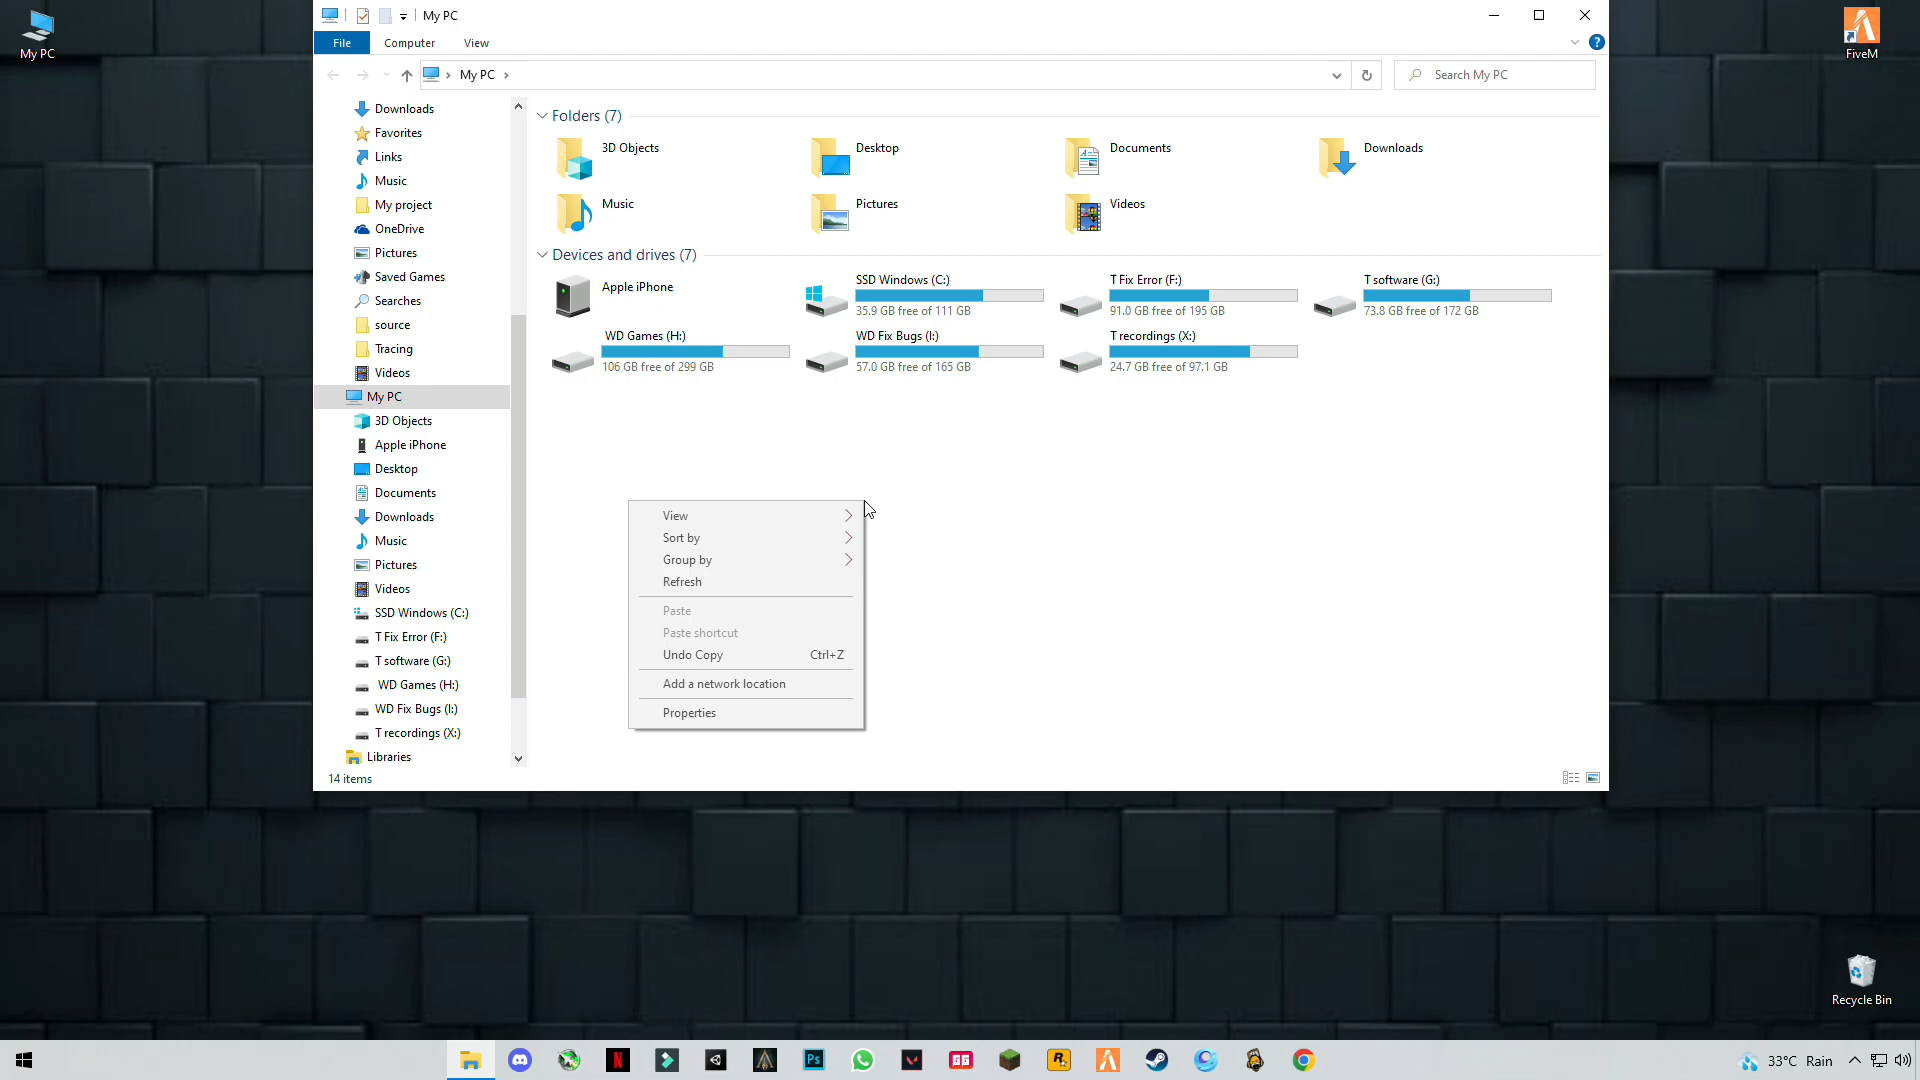 My PC
FiveM
My PC
File
Computer
View
My PC
Search My PC
Downloads
Favorites
Links
Music
My project
OneDrive
Pictures
Saved Games
Searches
source
Tracing
Videos
My PC
3D Objects
Apple iPhone
Desktop
Documents
Downloads
Music
Pictures
Videos
SSD Windows (C:)
T Fix Error (F:)
T software (G:)
WD Games (H:)
WD Fix Bugs (I:)
T recordings (X:)
Libraries
14 items
Folders (7)
3D Objects
Desktop
Documents
Downloads
Music
Pictures
Videos
Devices and drives (7)
Apple iPhone
SSD Windows (C:)
35.9 GB free of 111 GB
T Fix Error (F:)
91.0 GB free of 195 GB
T software (G:)
73.8 GB free of 172 GB
WD Games (H:)
106 GB free of 299 GB
WD Fix Bugs (I:)
57.0 GB free of 165 GB
T recordings (X:)
24.7 GB free of 97.1 GB
View
Sort by
Group by
Refresh
Paste
Paste shortcut
Undo Copy Ctrl+Z
Add a network location
Properties
Recycle Bin
N
Ps
GG
R
33°C Rain